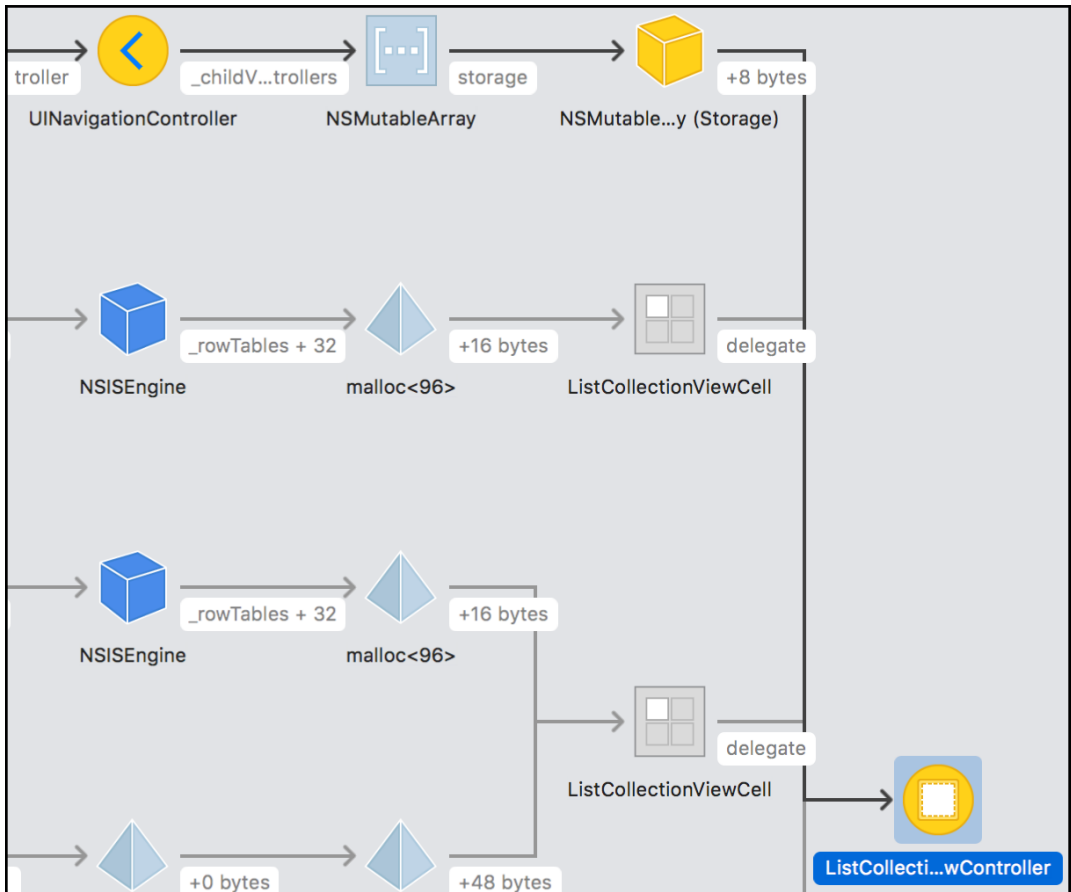 troller
_childV...trollers
storage
+8 bytes
UINavigationController
NSMutableArray
NSMutable...y (Storage)
_rowTables + 32
+16 bytes
delegate
NSISEngine
malloc<96>
ListCollectionViewCell
_rowTables + 32
+16 bytes
NSISEngine
malloc<96>
delegate
ListCollectionViewCell
ListCollecti...wController
+0 bytes
+48 bytes